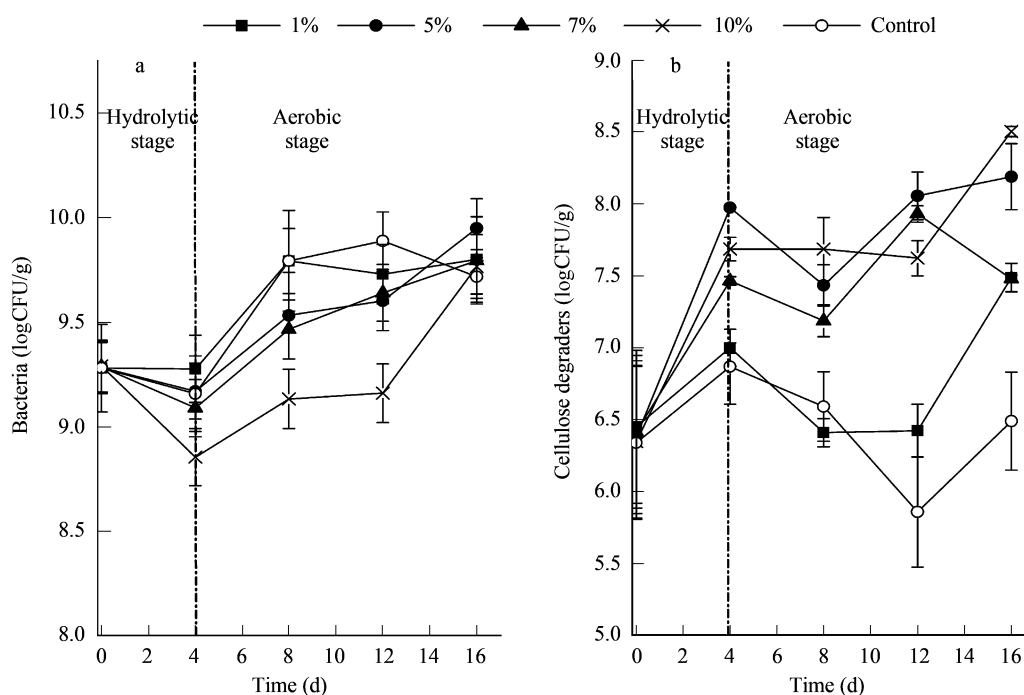 1% 5% 7% 10% Control
a
10.5
Hydrolytic
stage
Aerobic
stage
10.0
9.5
9.0
8.5
8.0
0 2 4 6 8 10 12 14 16
Time (d)
Bacteria (logCFU/g)
b
9.0
Hydrolytic
stage
Aerobic
stage
8.5
8.0
7.5
7.0
6.5
6.0
5.5
5.0
0 2 4 6 8 10 12 14 16
Time (d)
Cellulose degraders (logCFU/g)